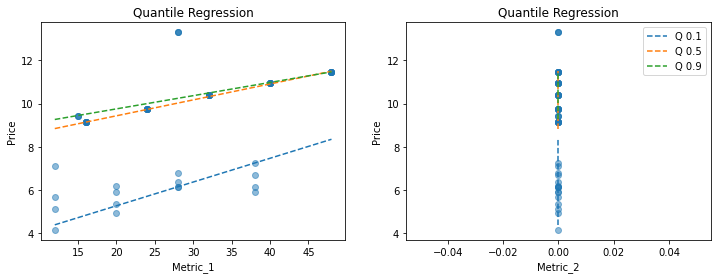 Quantile Regression
Price
12
10
8
6
4
15 20 25 30 35 40 45
Metric_1
Quantile Regression
Price
12
10
8
6
4
−0.04 −0.02 0.00 0.02 0.04
Metric_2
Q 0.1
Q 0.5
Q 0.9